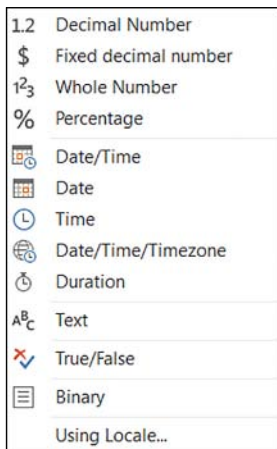 1.2 Decimal Number
$ Fixed decimal number
1²3 Whole Number
% Percentage
Date/Time
Date
Time
Date/Time/Timezone
Duration
ABC Text
True/False
Binary
Using Locale...